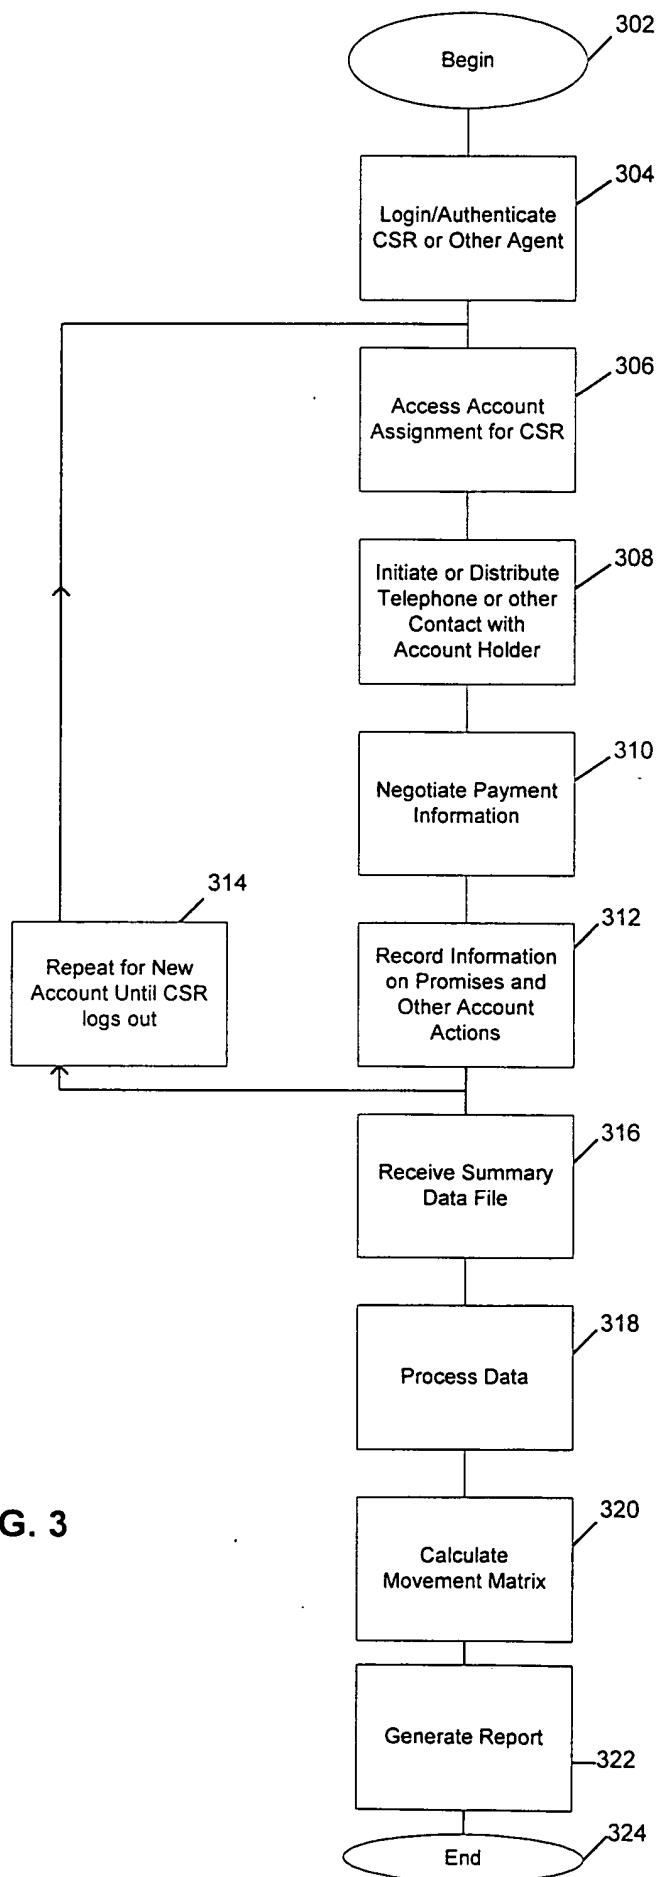 302
Begin
304
Login/Authenticate
CSR or Other Agent
306
Access Account
Assignment for CSR
308
Initiate or Distribute
Telephone or other
Contact with
Account Holder
310
Negotiate Payment
Information
314
Repeat for New
Account Until CSR
logs out
312
Record Information
on Promises and
Other Account
Actions
316
Receive Summary
Data File
318
Process Data
G. 3
320
Calculate
Movement Matrix
Generate Report
322
324
End